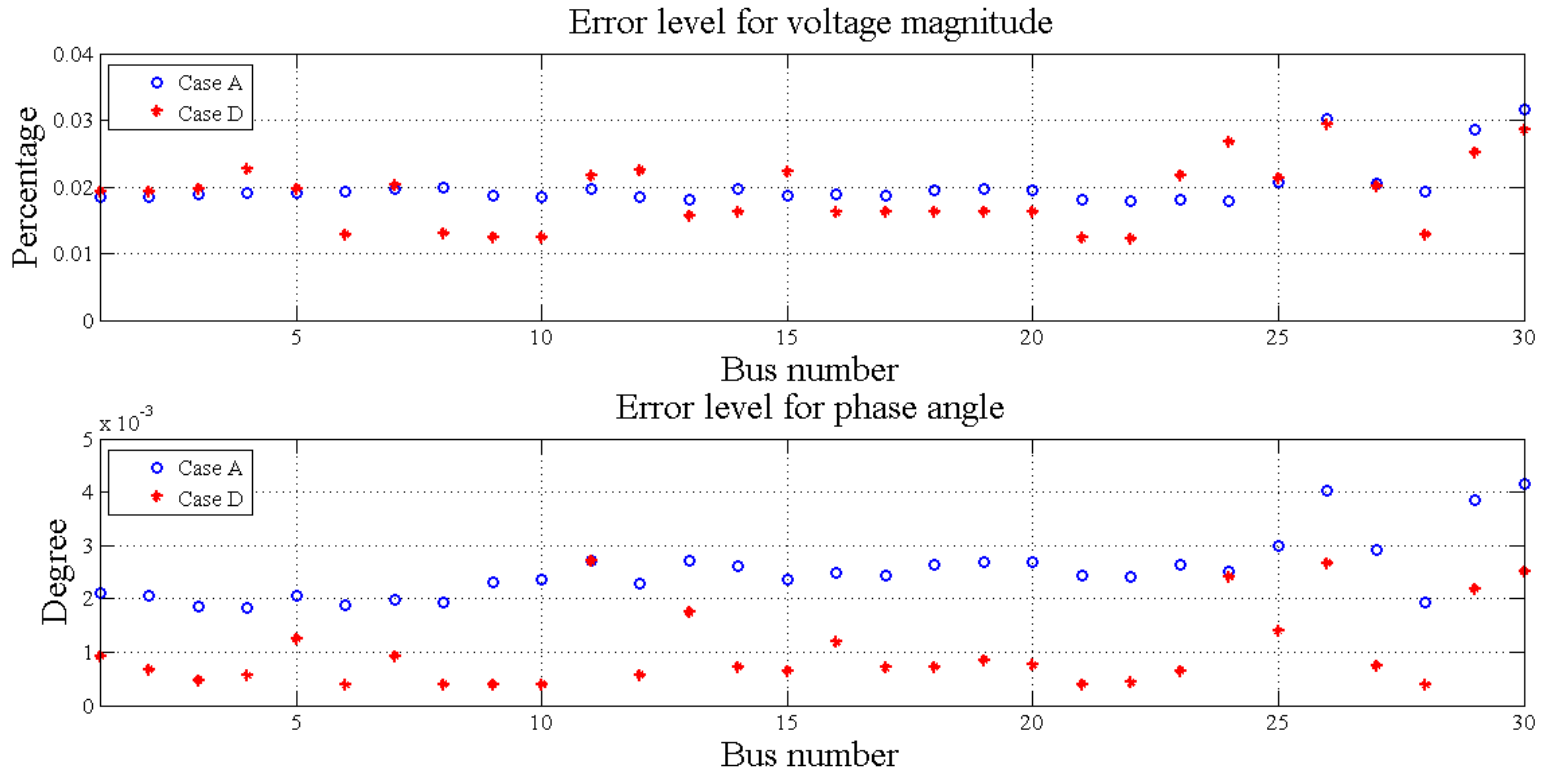 Error level for voltage magnitude
Percentage
0.04
0.03
0.02
0.01
0
Case A
Case D
5 10 15 20 25 30
Bus number
Error level for phase angle
x 10^-3
Degree
5
4
3
2
1
0
Case A
Case D
5 10 15 20 25 30
Bus number